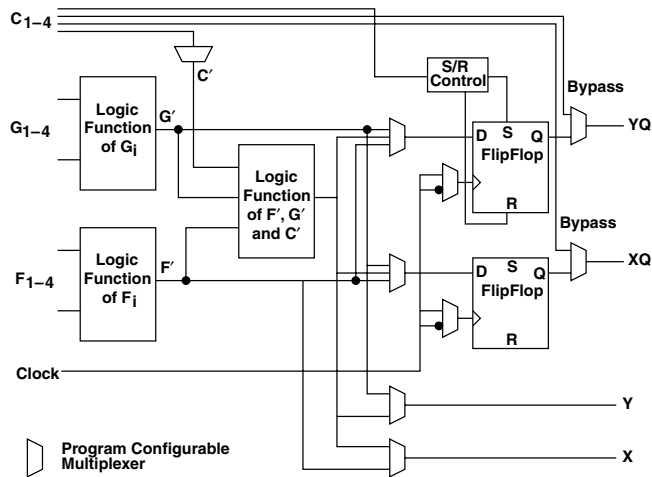 C1–4
C′
S/R
Control
Bypass
G1–4
Logic
Function
of Gi
G′
D S Q
FlipFlop
R
YQ
Logic
Function
of F′, G′
and C′
Bypass
F1–4
Logic
Function
of Fi
F′
D S Q
FlipFlop
R
XQ
Clock
Y
Program Configurable
Multiplexer
X